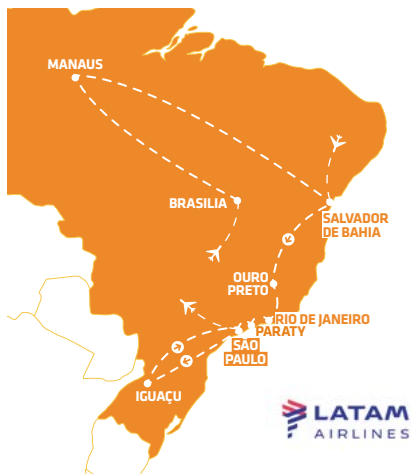 MANAUS
BRASILIA
SALVADOR
DE BAHIA
OURO
PRETO
RIO DE JANEIRO
PARATY
SÃO
PAULO
IGUAÇU
LATAM
AIRLINES